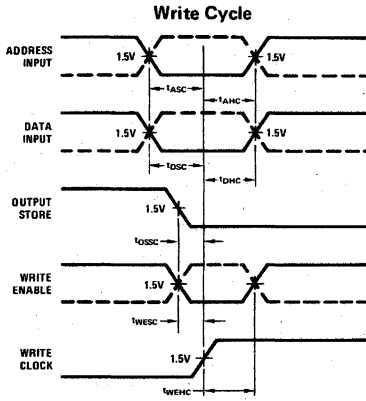 Write Cycle
ADDRESS
INPUT
1.5V
1.5V
tASC
tAHC
DATA
INPUT
1.5V
1.5V
tDSC
tDHC
OUTPUT
STORE
1.5V
tOSSC
WRITE
ENABLE
1.5V
tWESC
WRITE
CLOCK
1.5V
tWEHC